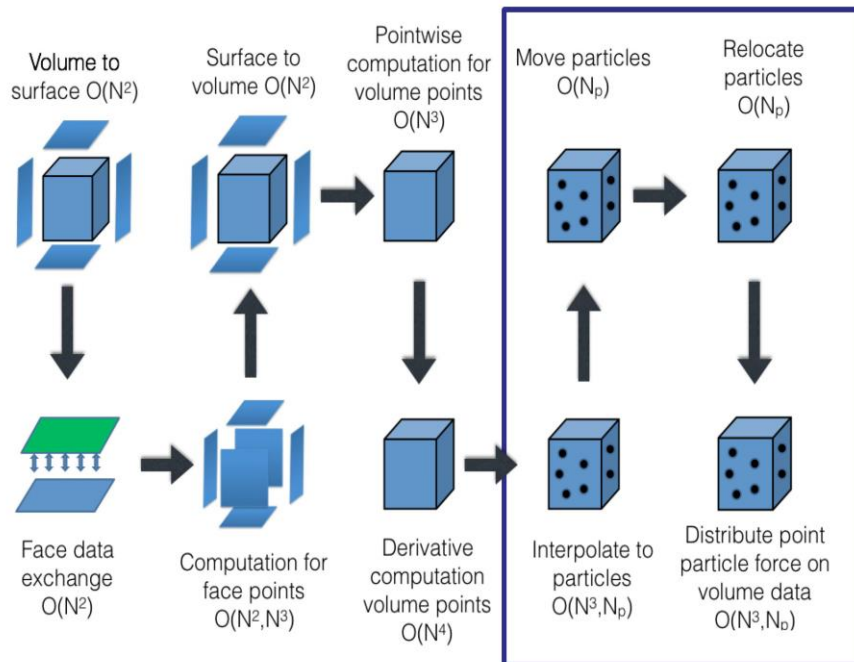 Volume to
surface O(N²)
Surface to
volume O(N²)
Pointwise
computation for
volume points
O(N³)
Move particles
O(Nₚ)
Relocate
particles
O(Nₚ)
Face data
exchange
O(N²)
Computation for
face points
O(N²,N³)
Derivative
computation
volume points
O(N⁴)
Interpolate to
particles
O(N³,Nₚ)
Distribute point
particle force on
volume data
O(N³,Nₚ)